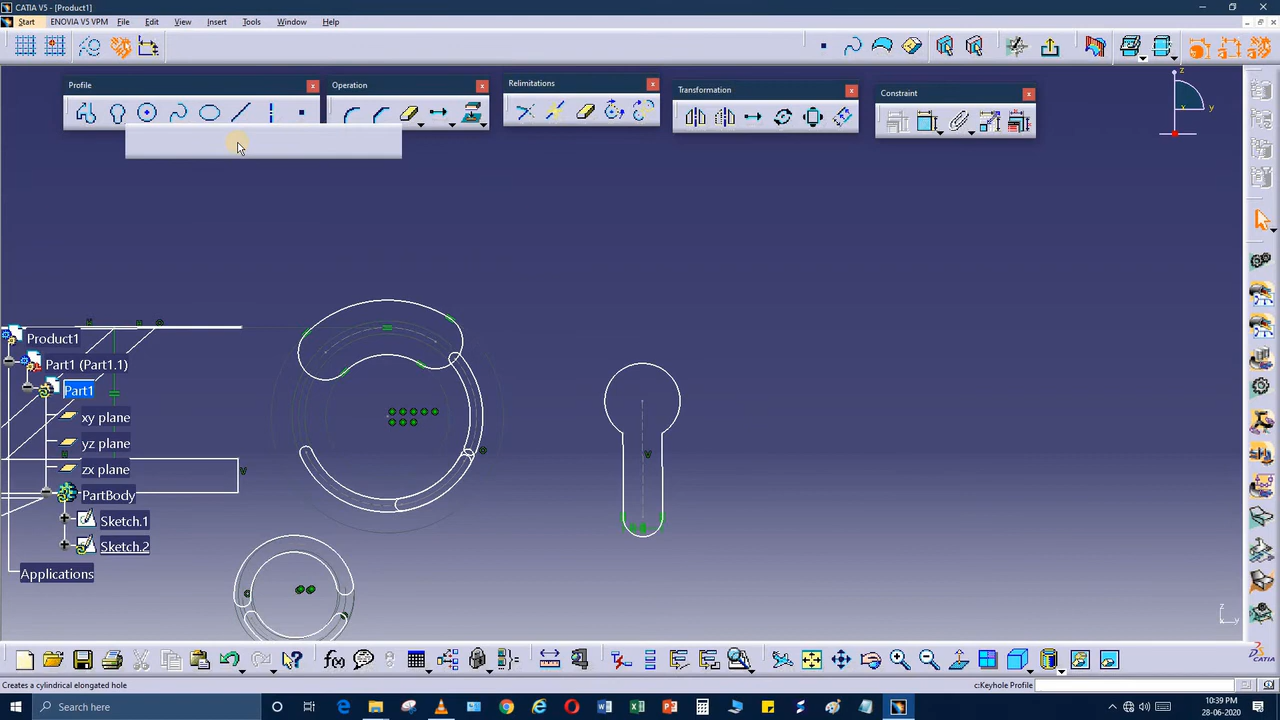 CATIA V5 - [Product1]
Start ENOVIA V5 VPM File Edit View Insert Tools Window Help
Profile
Operation
Relimitations
Transformation
Constraint
z
y
Product1
Part1 (Part1.1)
Part1
xy plane
yz plane
zx plane
PartBody
Sketch.1
Sketch.2
Applications
V
V
V
z
y
f(x)
CATIA
Creates a cylindrical elongated hole
c:Keyhole Profile
Search here
10:39 PM
28-06-2020